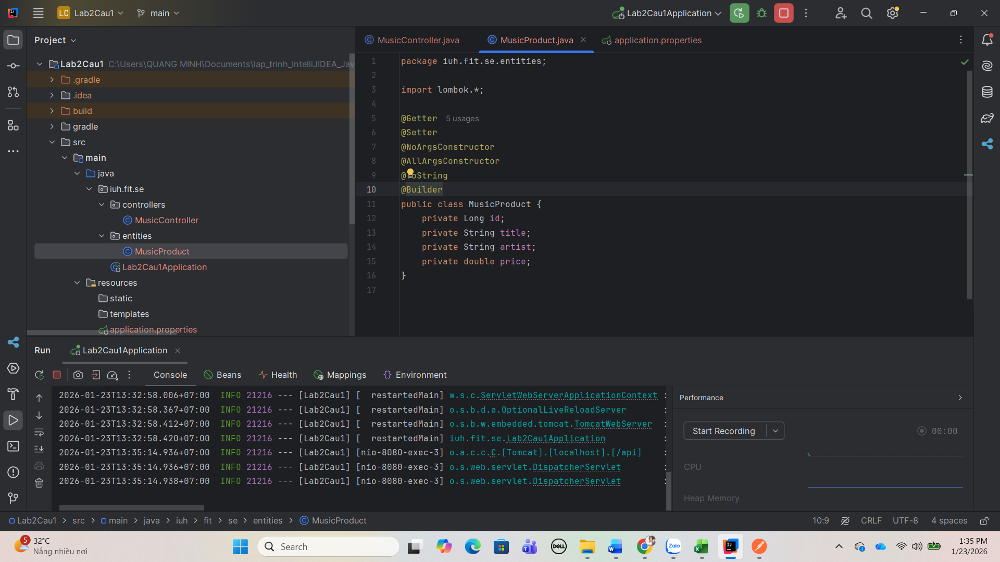 LC Lab2Cau1 main Lab2Cau1Application
Project
Lab2Cau1 C:\Users\QUANG MINH\Documents\lap_trinh_IntelliJIDEA_Jav
.gradle
.idea
build
gradle
src
main
java
iuh.fit.se
controllers
MusicController
entities
MusicProduct
Lab2Cau1Application
resources
static
templates
application.properties
MusicController.java MusicProduct.java application.properties
1 package iuh.fit.se.entities;
2
3 import lombok.*;
4
5 @Getter 5 usages
6 @Setter
7 @NoArgsConstructor
8 @AllArgsConstructor
9 @ToString
10 @Builder
11 public class MusicProduct {
12 private Long id;
13 private String title;
14 private String artist;
15 private double price;
16 }
17
Run Lab2Cau1Application
Console Beans Health Mappings Environment
2026-01-23T13:32:58.006+07:00 INFO 21216 --- [Lab2Cau1] [ restartedMain] w.s.c.ServletWebServerApplicationContext :
2026-01-23T13:32:58.367+07:00 INFO 21216 --- [Lab2Cau1] [ restartedMain] o.s.b.d.a.OptionalLiveReloadServer :
2026-01-23T13:32:58.412+07:00 INFO 21216 --- [Lab2Cau1] [ restartedMain] o.s.b.w.embedded.tomcat.TomcatWebServer :
2026-01-23T13:32:58.420+07:00 INFO 21216 --- [Lab2Cau1] [ restartedMain] iuh.fit.se.Lab2Cau1Application :
2026-01-23T13:35:14.936+07:00 INFO 21216 --- [Lab2Cau1] [nio-8080-exec-3] o.a.c.c.C.[Tomcat].[localhost].[/api] :
2026-01-23T13:35:14.936+07:00 INFO 21216 --- [Lab2Cau1] [nio-8080-exec-3] o.s.web.servlet.DispatcherServlet :
2026-01-23T13:35:14.938+07:00 INFO 21216 --- [Lab2Cau1] [nio-8080-exec-3] o.s.web.servlet.DispatcherServlet :
Performance
Start Recording 00:00
CPU
Heap Memory
Lab2Cau1 > src > main > java > iuh > fit > se > entities > MusicProduct 10:9 CRLF UTF-8 4 spaces
5 32°C
Nắng nhiều nơi
Search
DELL
Zalo
1:35 PM
1/23/2026